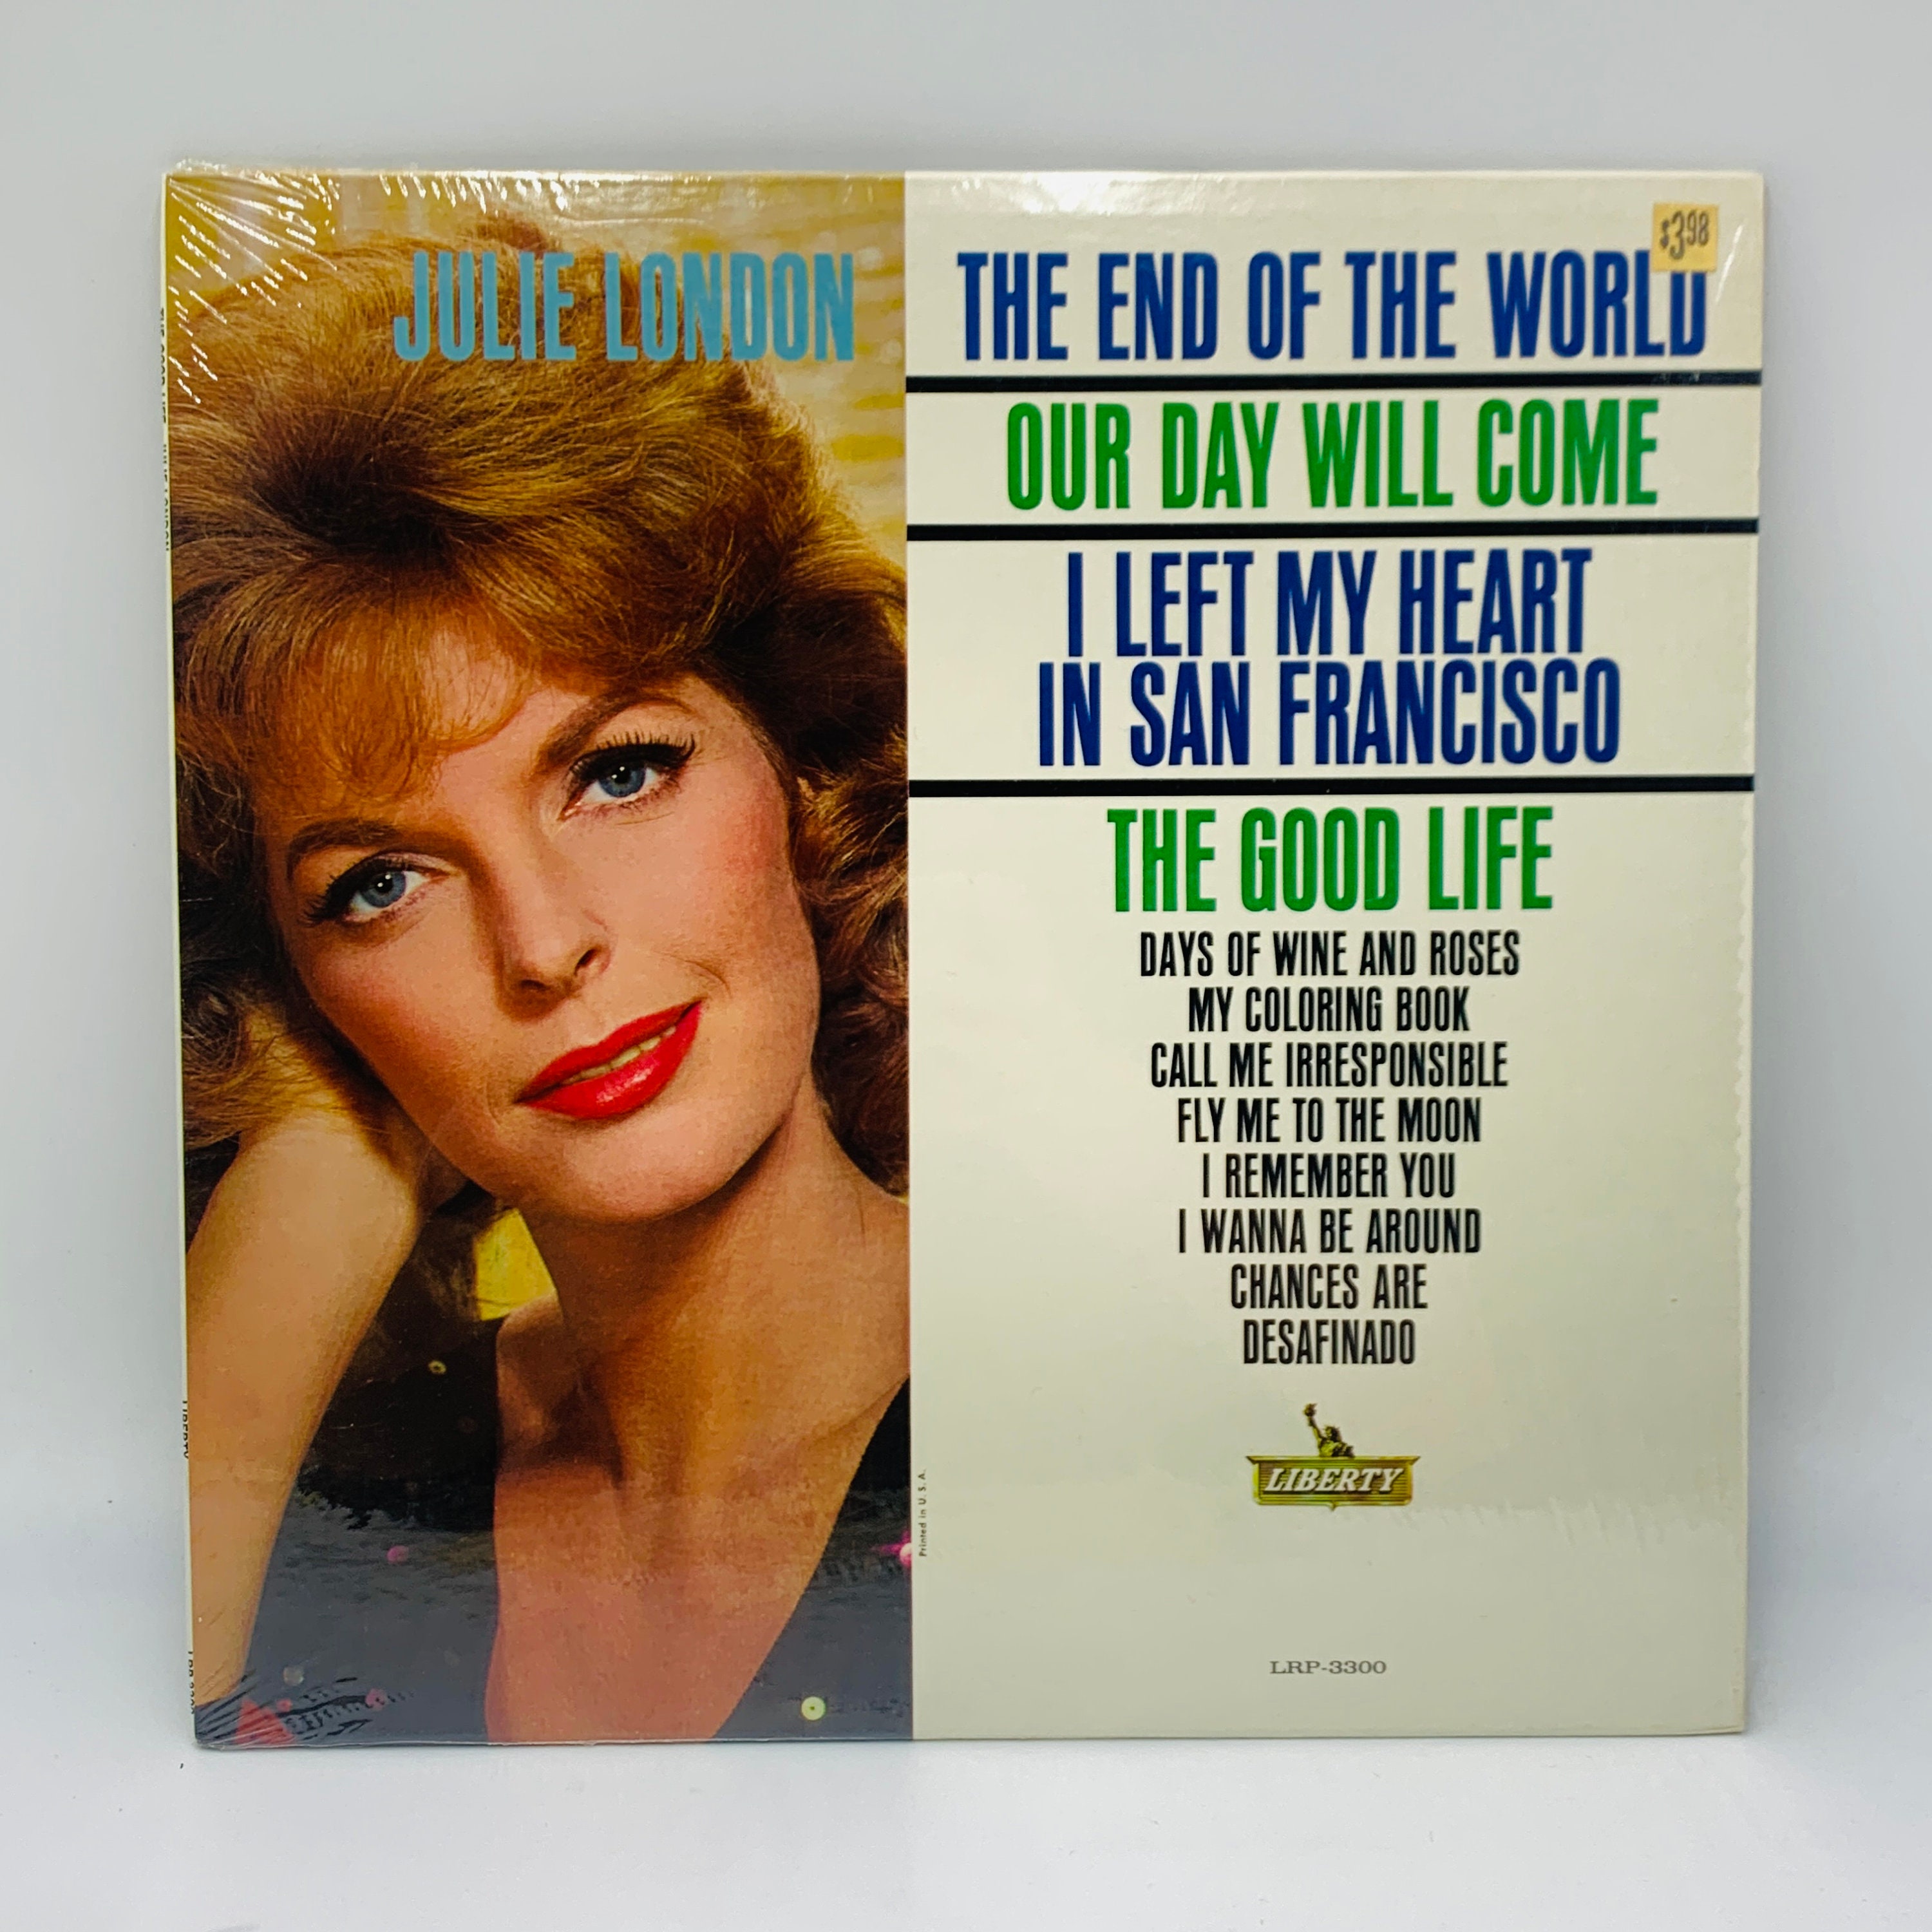 JULIE LONDON
$3.98
THE END OF THE WORLD
OUR DAY WILL COME
I LEFT MY HEART
IN SAN FRANCISCO
THE GOOD LIFE
DAYS OF WINE AND ROSES
MY COLORING BOOK
CALL ME IRRESPONSIBLE
FLY ME TO THE MOON
I REMEMBER YOU
I WANNA BE AROUND
CHANCES ARE
DESAFINADO
LIBERTY
Printed in U. S. A.
LRP-3300
LIBERTY